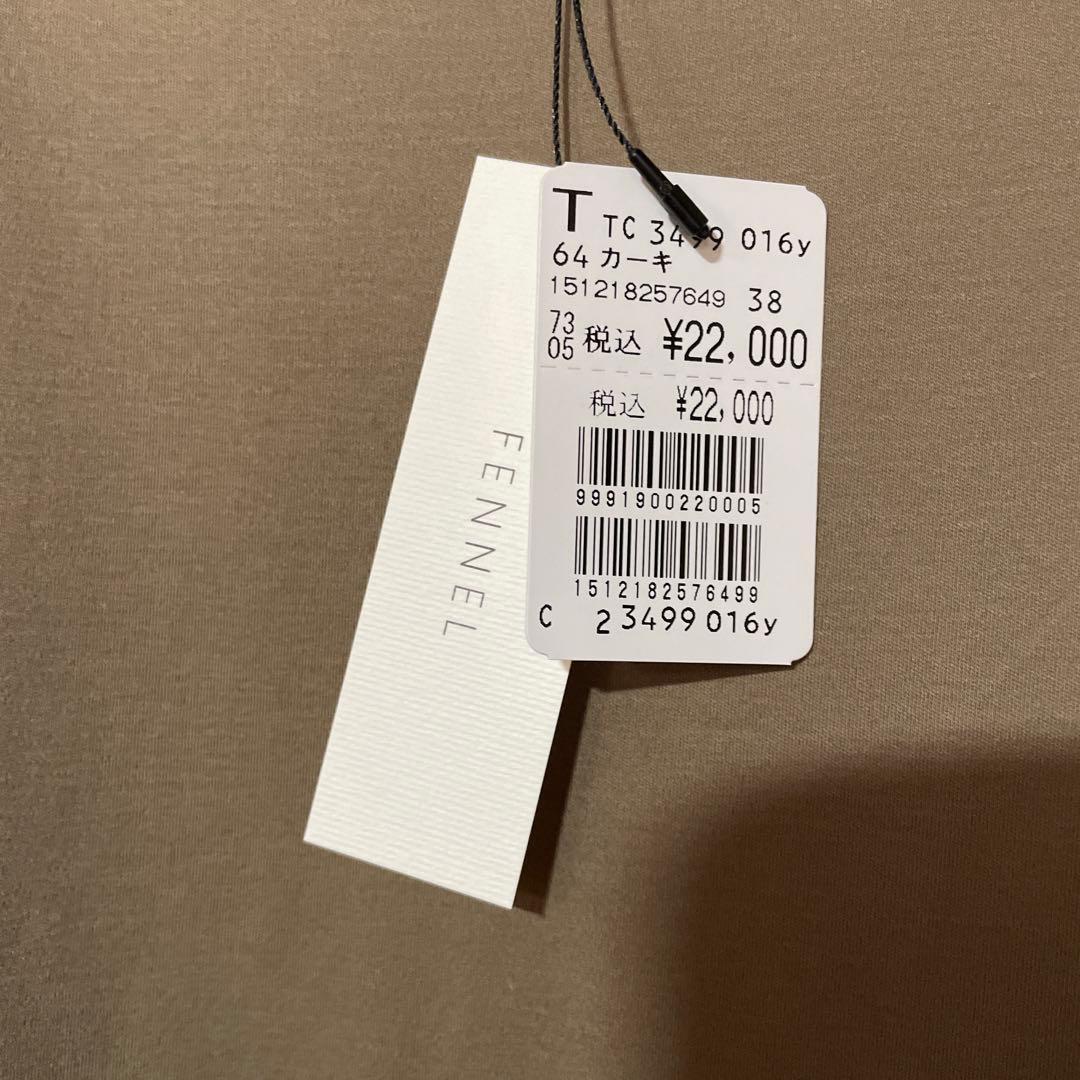 FENNEL
T TC 3499 016y
64 カーキ
151218257649 38
73
05 税込 ¥22,000
税込 ¥22,000
9991900220005
1512182576499
C 2 3499 016y